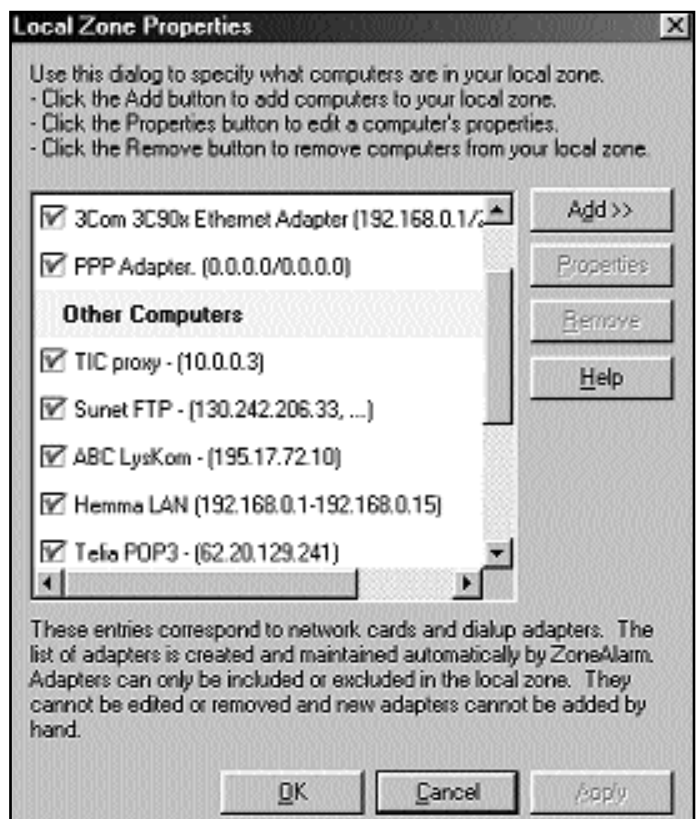 Local Zone Properties
Use this dialog to specify what computers are in your local zone.
- Click the Add button to add computers to your local zone.
- Click the Properties button to edit a computer's properties.
- Click the Remove button to remove computers from your local zone.
3Com 3C90x Ethernet Adapter (192.168.0.1/2
Add >>
PPP Adapter. (0.0.0.0/0.0.0.0)
Properties
Other Computers
Remove
TIC proxy - (10.0.0.3)
Help
Sunet FTP - (130.242.206.33, ...)
ABC LysKom - (195.17.72.10)
Hemma LAN (192.168.0.1-192.168.0.15)
Telia POP3 - (62.20.129.241)
These entries correspond to network cards and dialup adapters. The
list of adapters is created and maintained automatically by ZoneAlarm.
Adapters can only be included or excluded in the local zone. They
cannot be edited or removed and new adapters cannot be added by
hand.
OK
Cancel
Apply